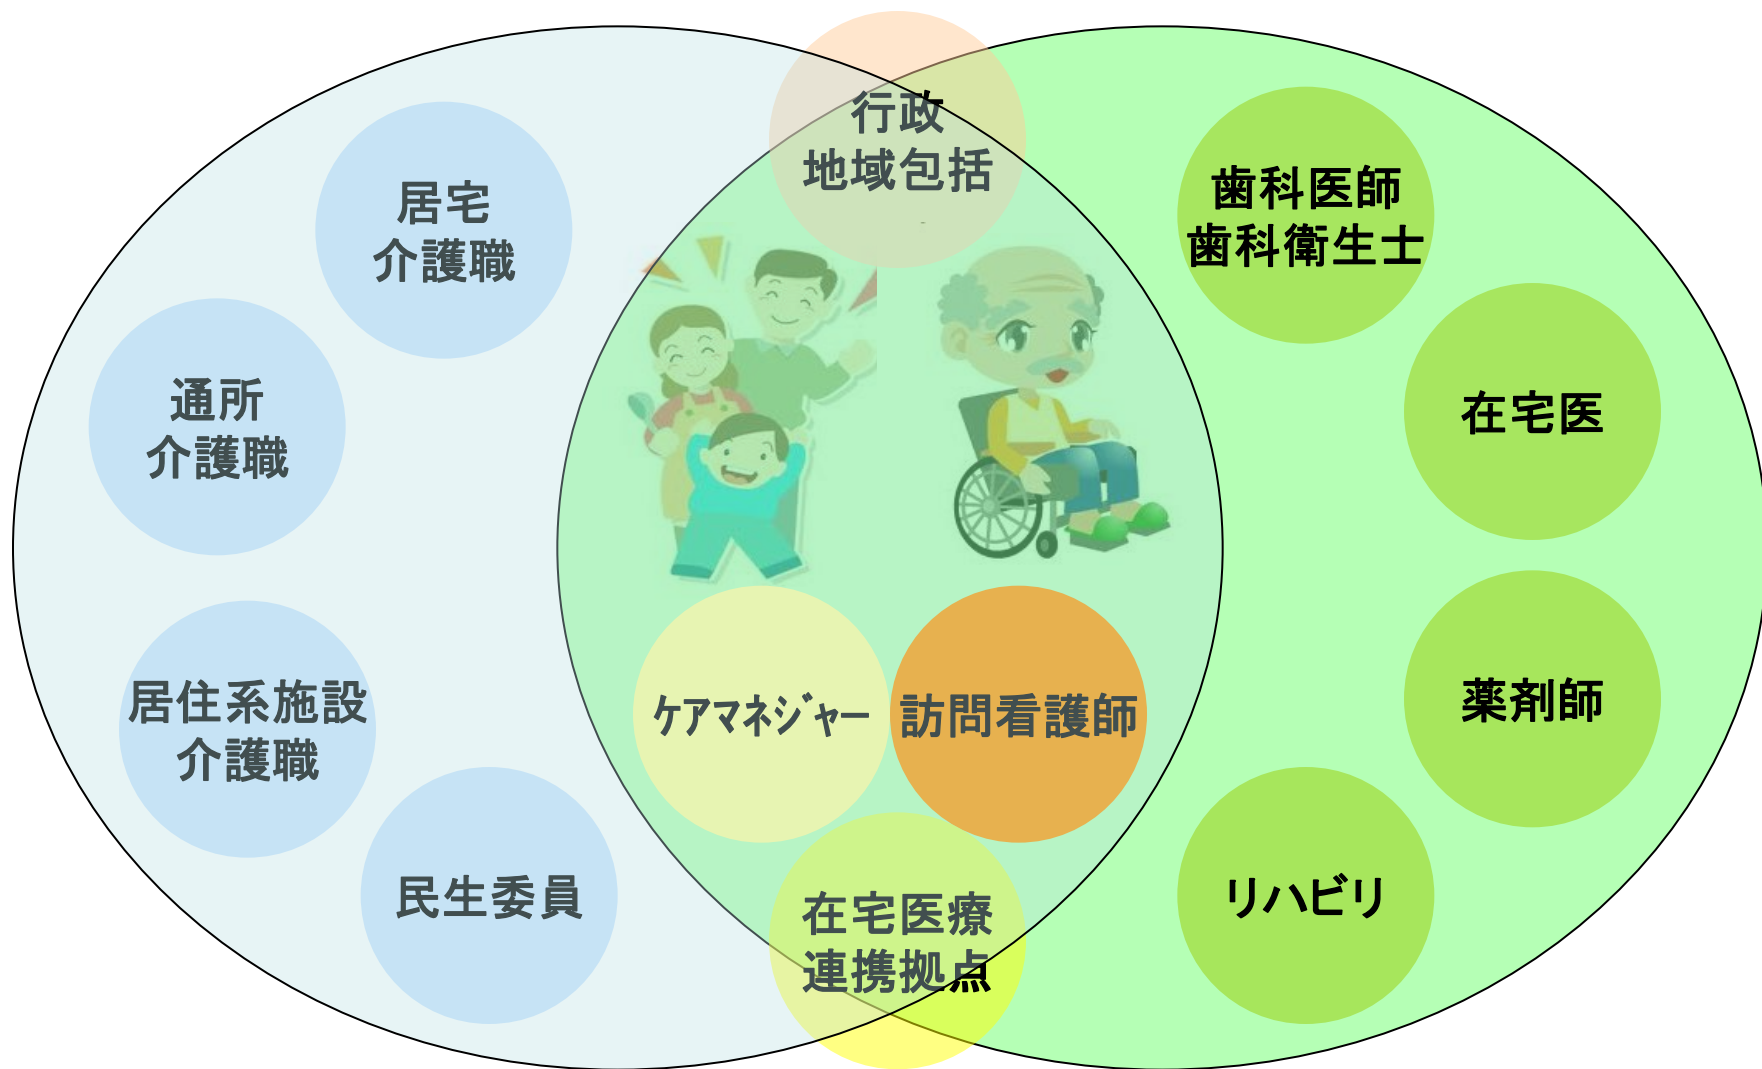 行政
地域包括
居宅
介護職
通所
介護職
居住系施設
介護職
民生委員
ケアマネジャー
訪問看護師
在宅医療
連携拠点
歯科医師
歯科衛生士
在宅医
薬剤師
リハビリ